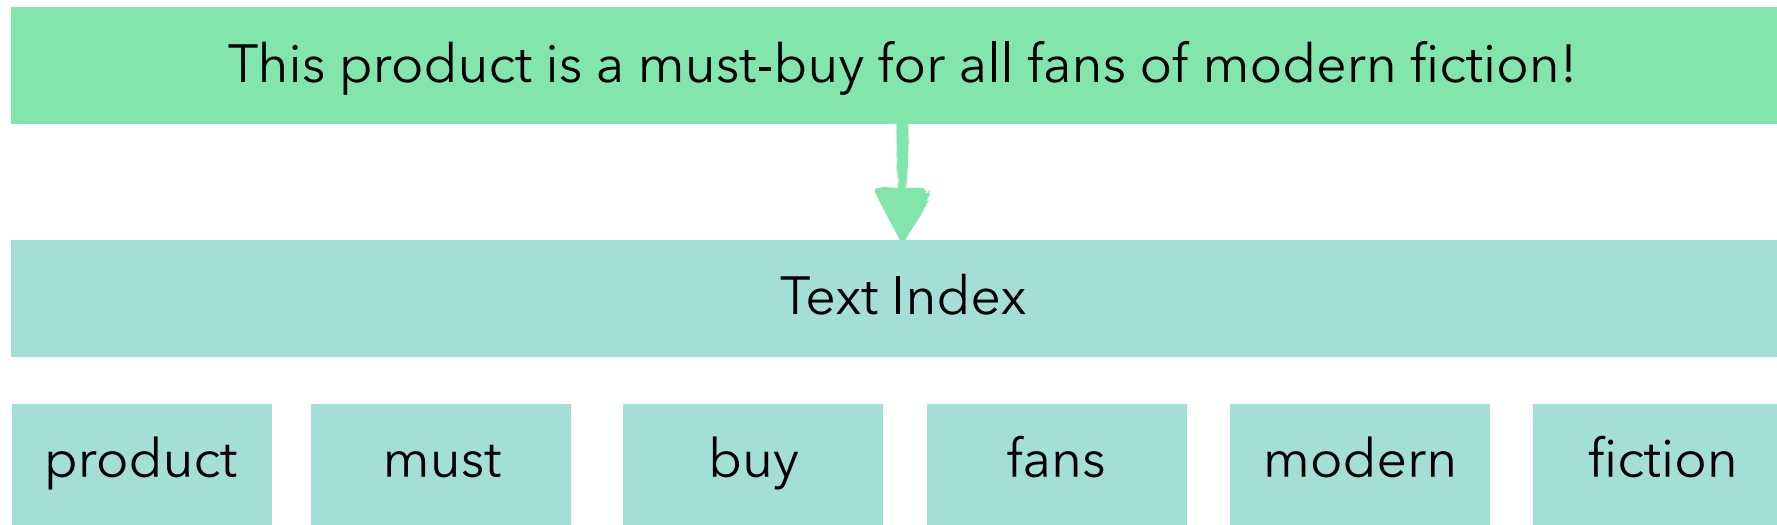 This product is a must-buy for all fans of modern fiction!
Text Index
product must buy fans modern fiction